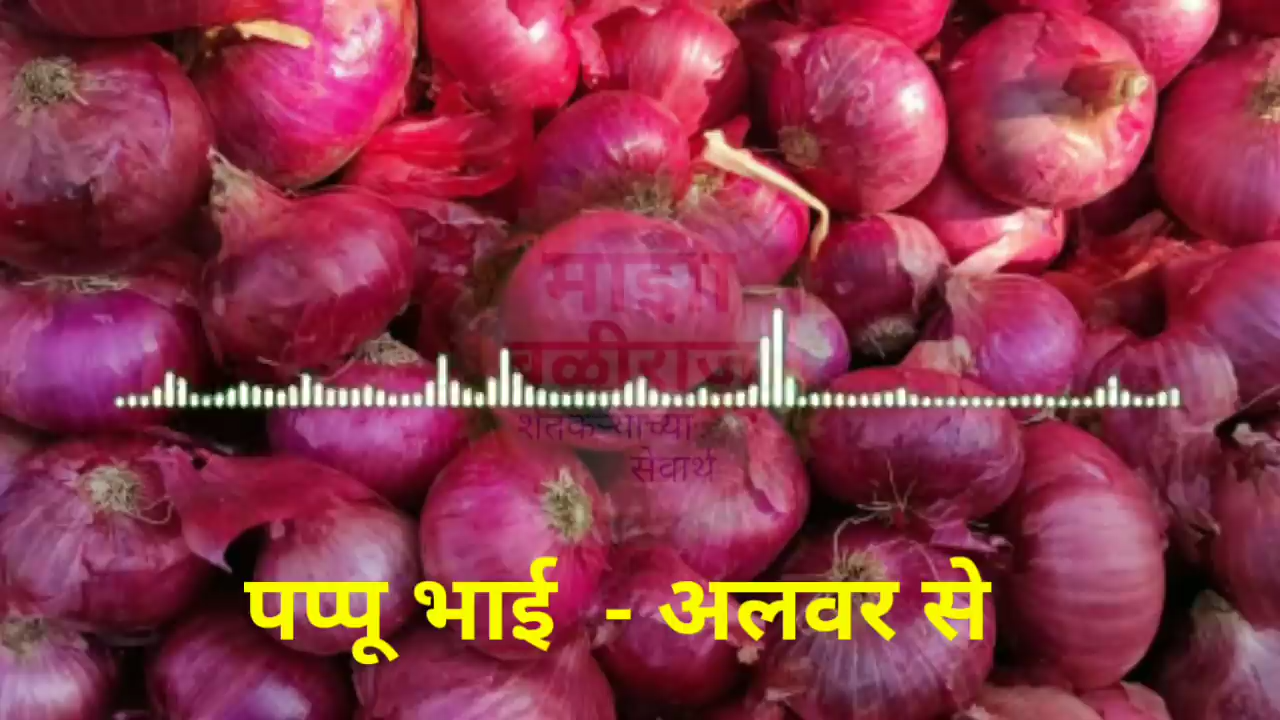 माझा
बळीराजा
शेतकऱ्यांच्या
सेवार्थ
पप्पू भाई - अलवर से